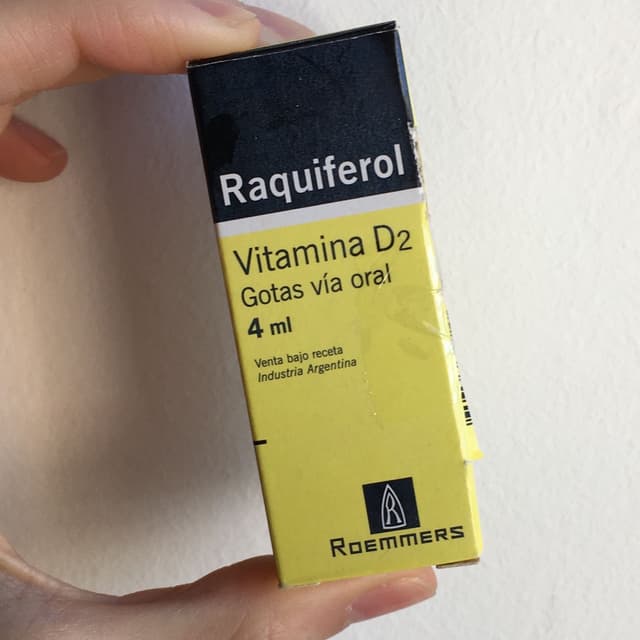 Raquiferol
Vitamina D2
Gotas vía oral
4 ml
Venta bajo receta
Industria Argentina
R
ROEMMERS